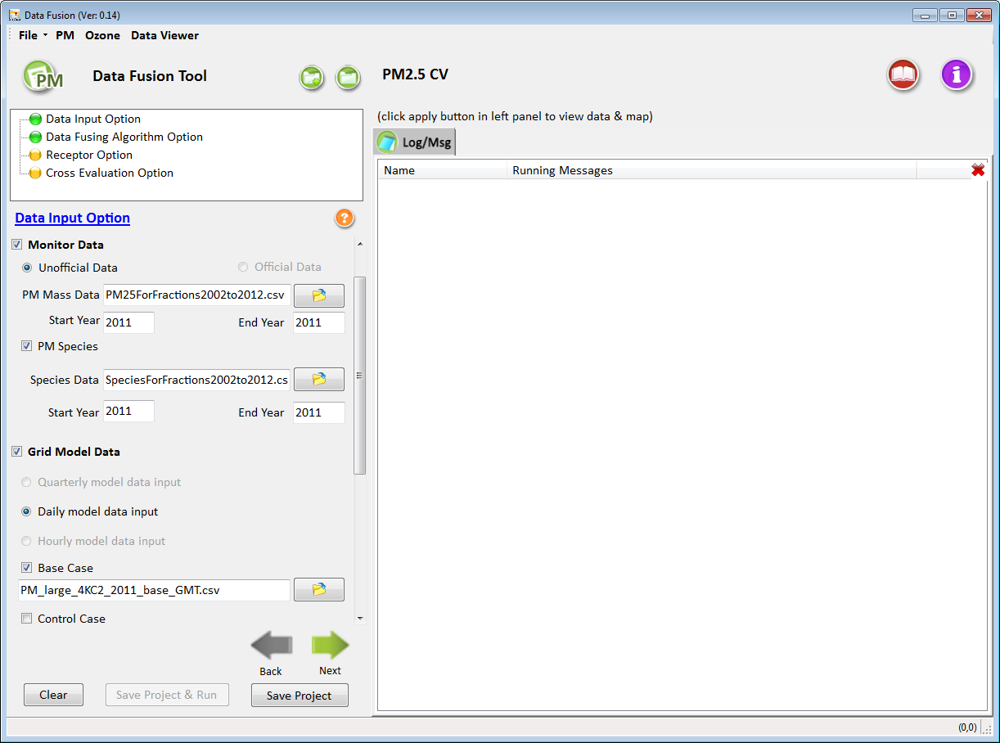 Data Fusion (Ver: 0.14)
File PM Ozone Data Viewer
PM Data Fusion Tool
Data Input Option
Data Fusing Algorithm Option
Receptor Option
Cross Evaluation Option
Data Input Option ?
Monitor Data
Unofficial Data Official Data
PM Mass Data PM25ForFractions2002to2012.csv
Start Year 2011 End Year 2011
PM Species
Species Data SpeciesForFractions2002to2012.cs
Start Year 2011 End Year 2011
Grid Model Data
Quarterly model data input
Daily model data input
Hourly model data input
Base Case
PM_large_4KC2_2011_base_GMT.csv
Control Case
Back Next
Clear Save Project & Run Save Project
PM2.5 CV i
(click apply button in left panel to view data & map)
Log/Msg
Name Running Messages
(0,0)